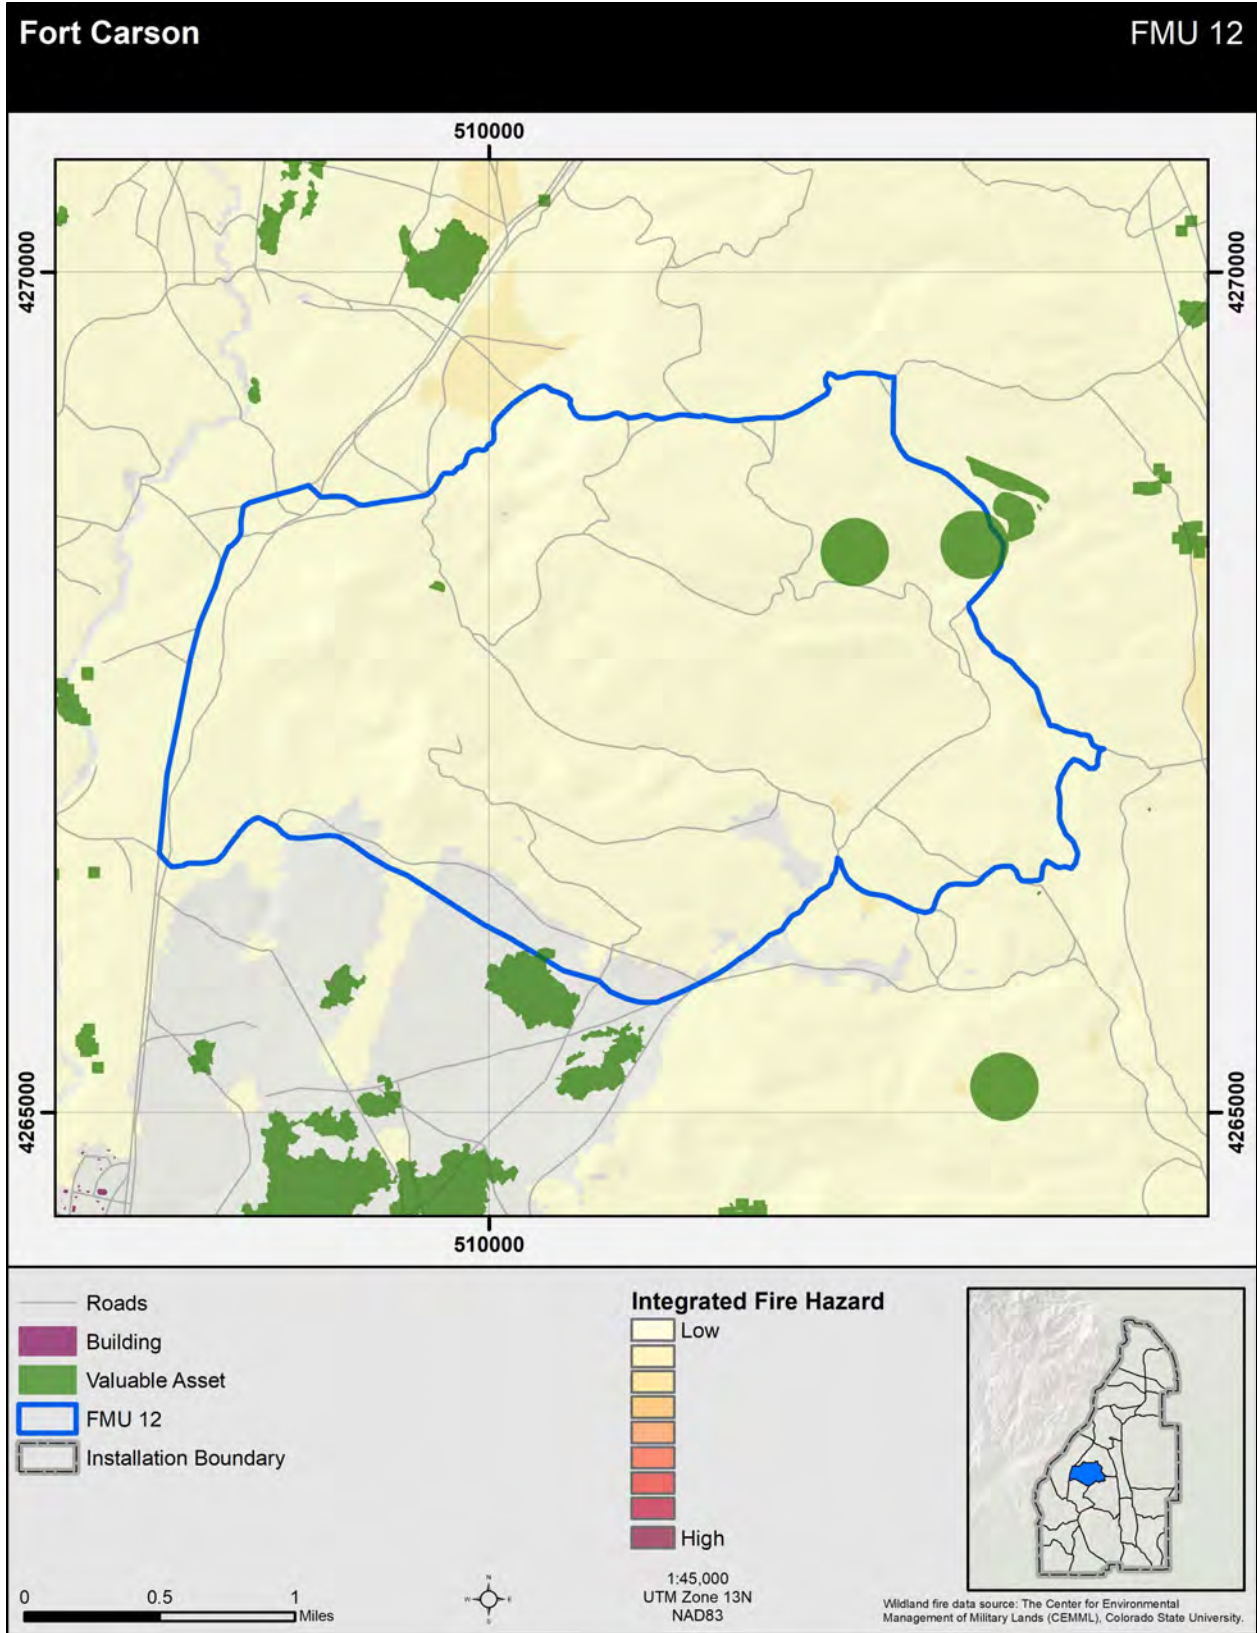 Fort Carson
FMU 12
510000
4270000
4270000
4265000
4265000
510000
Roads
Building
Valuable Asset
FMU 12
Installation Boundary
Integrated Fire Hazard
Low
High
0 0.5 1
Miles
N
W E
S
1:45,000
UTM Zone 13N
NAD83
Wildland fire data source: The Center for Environmental
Management of Military Lands (CEMML), Colorado State University.